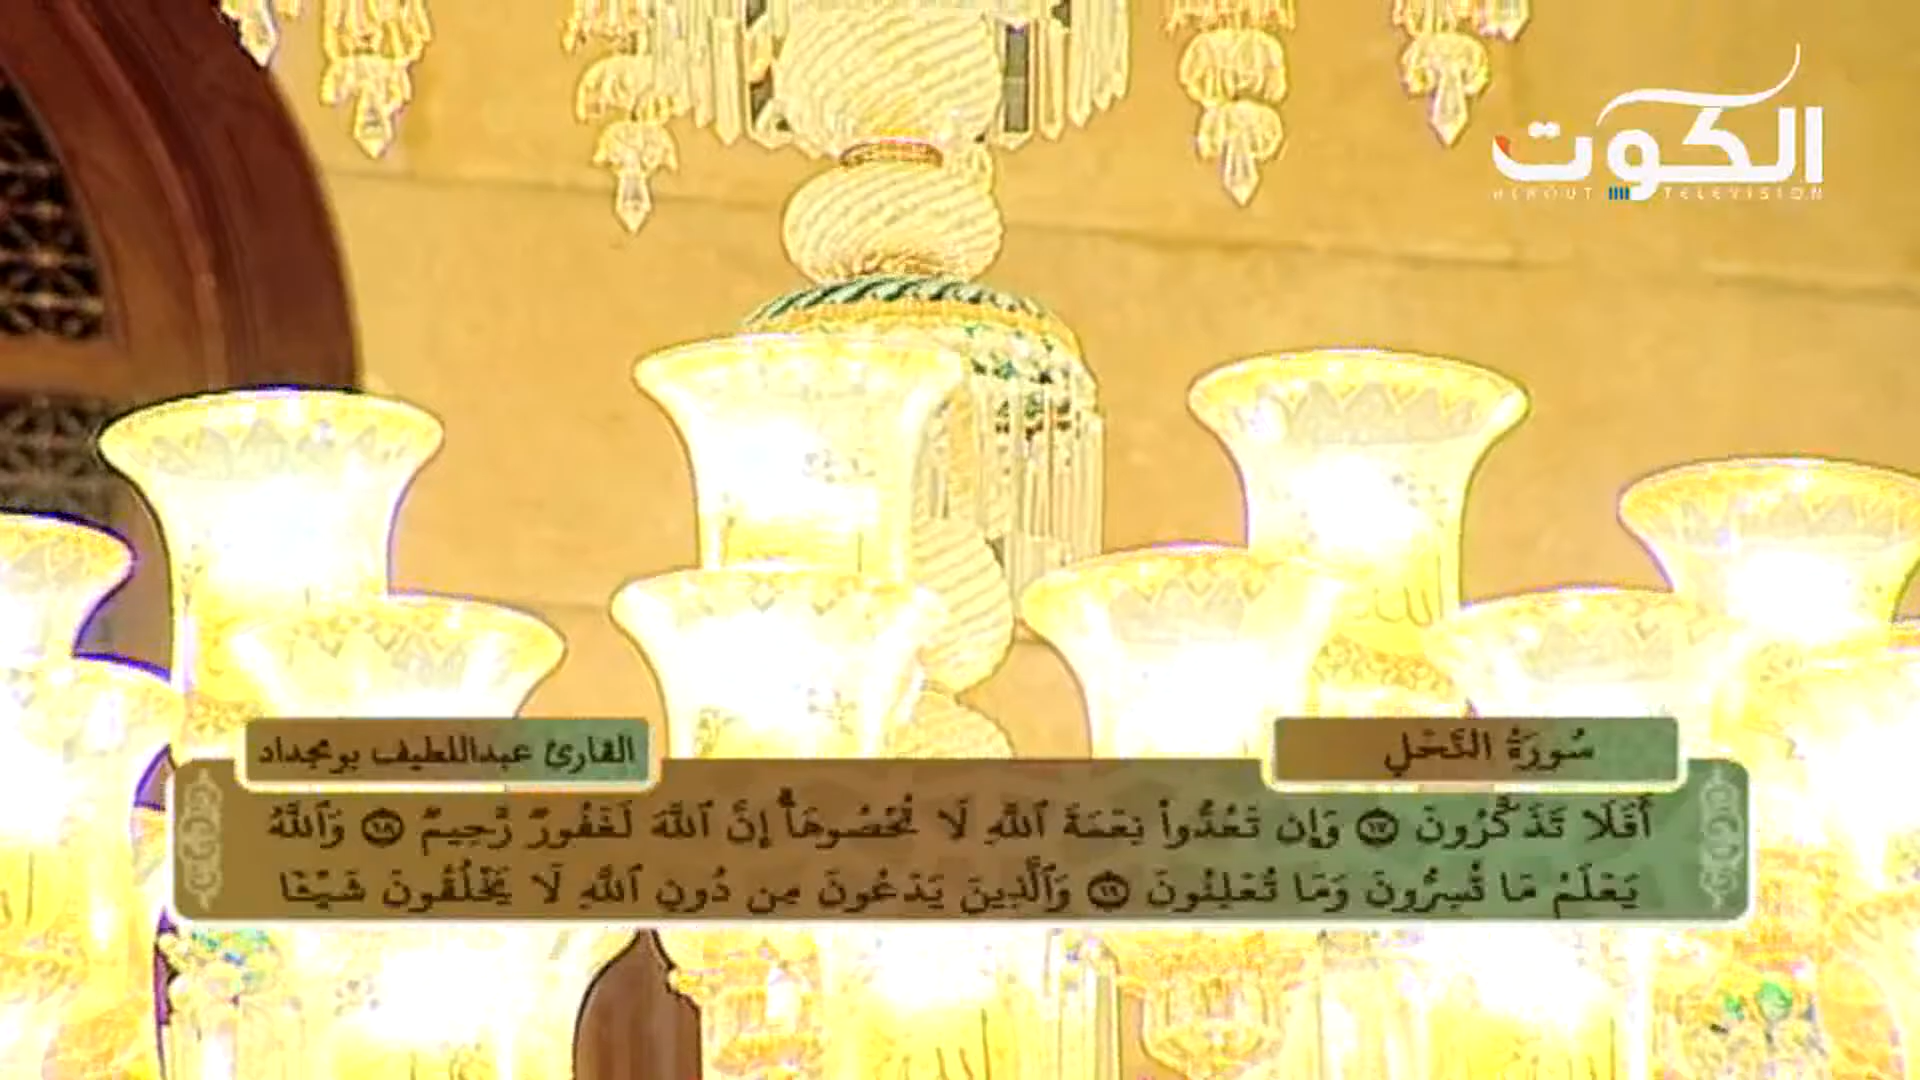 الكوت
ALKOUT TELEVISION
سُورَةُ النَّحْلِ
القارئ عبداللطيف بومجداد
أَفَلَا تَذَكَّرُونَ ١٧ وَإِن تَعُدُّوا۟ نِعْمَةَ ٱللَّهِ لَا تُحْصُوهَآ إِنَّ ٱللَّهَ لَغَفُورٌ رَّحِيمٌ ١٨ وَٱللَّهُ
يَعْلَمُ مَا تُسِرُّونَ وَمَا تُعْلِنُونَ ١٩ وَٱلَّذِينَ يَدْعُونَ مِن دُونِ ٱللَّهِ لَا يَخْلُقُونَ شَيْـًٔا